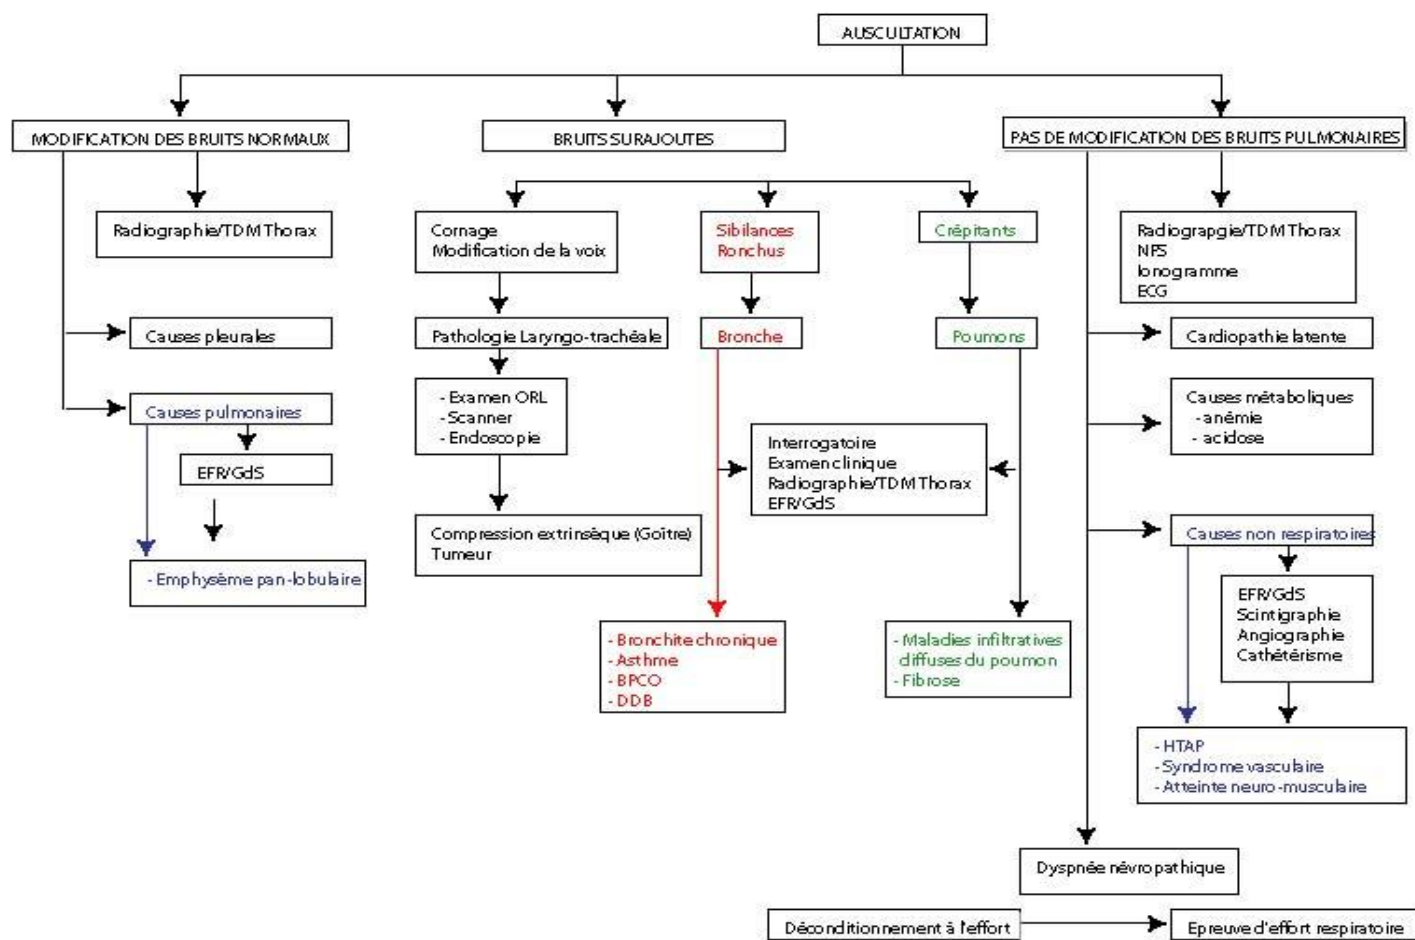 AUSCULTATION
MODIFICATION DES BRUITS NORMAUX
BRUITS SURAJOUTES
PAS DE MODIFICATION DES BRUITS PULMONAIRES
Radiographie/TDM Thorax
Causes pleurales
Causes pulmonaires
EFR/GdS
- Emphysème pan-lobulaire
Cornage
Modification de la voix
Pathologie Laryngo-trachéale
- Examen ORL
- Scanner
- Endoscopie
Compression extrinsèque (Goître)
Tumeur
Sibilances
Ronchus
Bronche
Crépitants
Poumons
Interrogatoire
Examen clinique
Radiographie/TDM Thorax
EFR/GdS
- Bronchite chronique
- Asthme
- BPCO
- DDB
- Maladies infiltratives
diffuses du poumon
- Fibrose
Radiograpgie/TDM Thorax
NFS
Ionogramme
ECG
Cardiopathie latente
Causes métaboliques
- anémie
- acidose
Causes non respiratoires
EFR/GdS
Scintigraphie
Angiographie
Cathétérisme
- HTAP
- Syndrome vasculaire
- Atteinte neuro-musculaire
Dyspnée névropathique
Déconditionnement à l'effort
Epreuve d'effort respiratoire